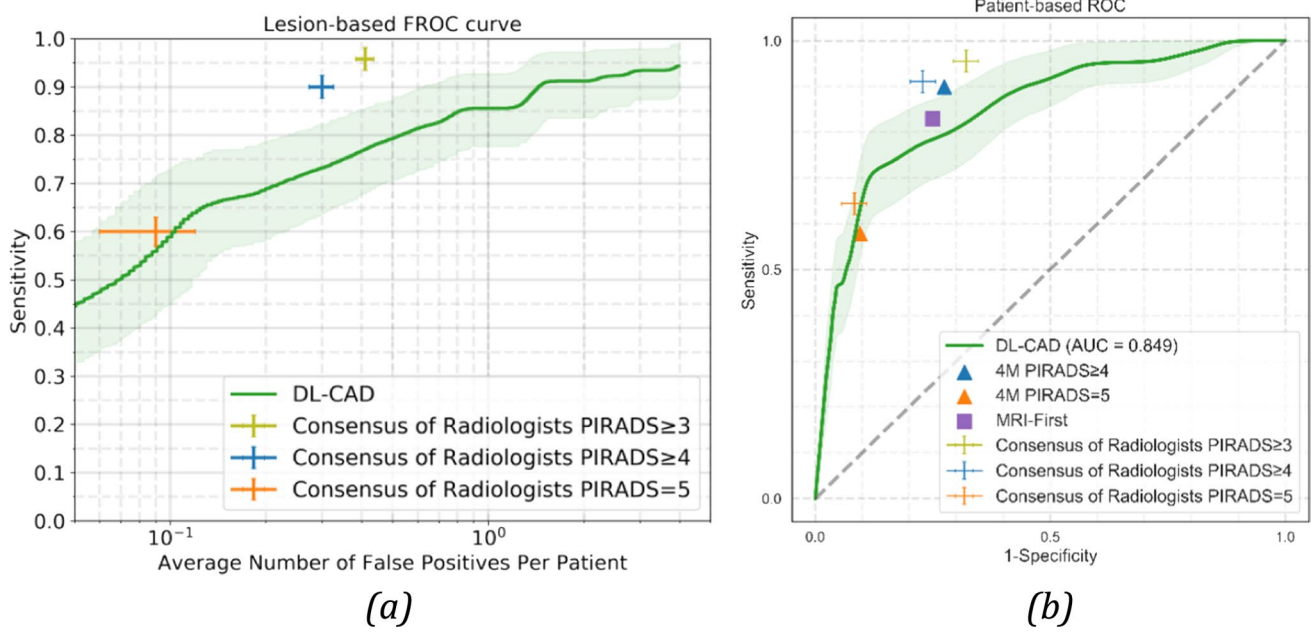 Lesion-based FROC curve
1.0
0.9
0.8
0.7
0.6
0.5
0.4
0.3
0.2
0.1
0.0
Sensitivity
DL-CAD
Consensus of Radiologists PIRADS≥3
Consensus of Radiologists PIRADS≥4
Consensus of Radiologists PIRADS=5
10⁻¹
10⁰
Average Number of False Positives Per Patient
(a)
Patient-based ROC
1.0
0.5
0.0
Sensitivity
DL-CAD (AUC = 0.849)
4M PIRADS≥4
4M PIRADS=5
MRI-First
Consensus of Radiologists PIRADS≥3
Consensus of Radiologists PIRADS≥4
Consensus of Radiologists PIRADS=5
0.0
0.5
1.0
1-Specificity
(b)